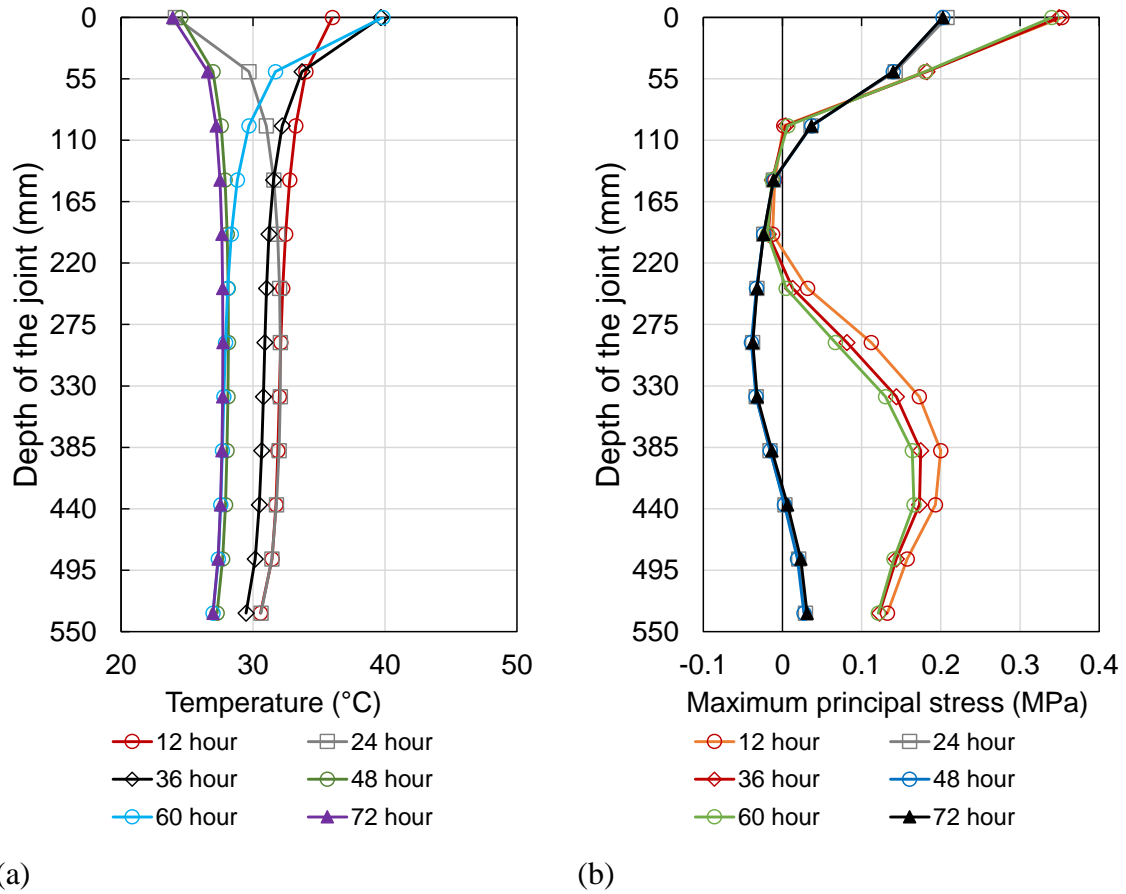 0
55
110
165
220
275
330
385
440
495
550
Depth of the joint (mm)
20 30 40 50
Temperature (°C)
12 hour 24 hour
36 hour 48 hour
60 hour 72 hour
(a)
0
55
110
165
220
275
330
385
440
495
550
Depth of the joint (mm)
-0.1 0 0.1 0.2 0.3 0.4
Maximum principal stress (MPa)
12 hour 24 hour
36 hour 48 hour
60 hour 72 hour
(b)